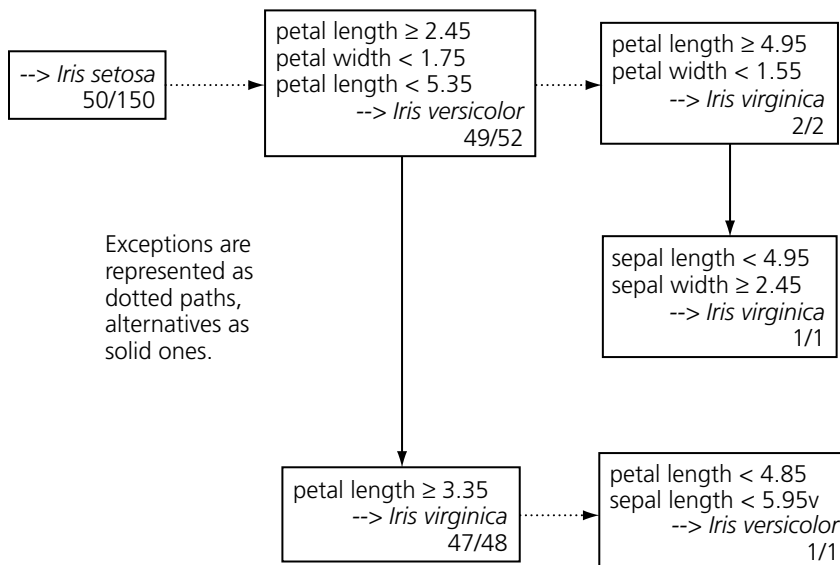 --> Iris setosa
50/150
petal length ≥ 2.45
petal width < 1.75
petal length < 5.35
--> Iris versicolor
49/52
petal length ≥ 4.95
petal width < 1.55
--> Iris virginica
2/2
Exceptions are
represented as
dotted paths,
alternatives as
solid ones.
sepal length < 4.95
sepal width ≥ 2.45
--> Iris virginica
1/1
petal length ≥ 3.35
--> Iris virginica
47/48
petal length < 4.85
sepal length < 5.95v
--> Iris versicolor
1/1